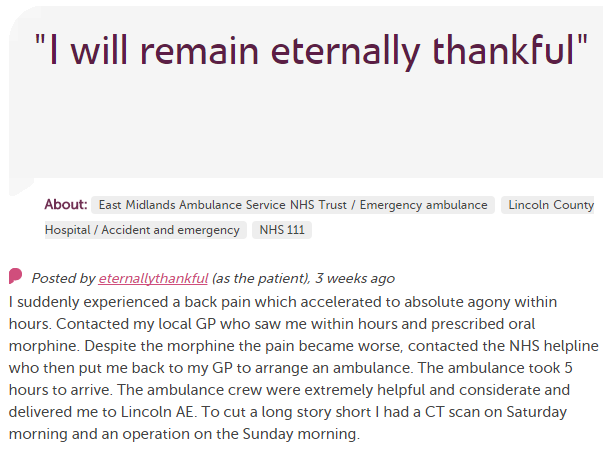 "I will remain eternally thankful"
About: East Midlands Ambulance Service NHS Trust / Emergency ambulance Lincoln County
Hospital / Accident and emergency NHS 111
Posted by eternallythankful (as the patient), 3 weeks ago
I suddenly experienced a back pain which accelerated to absolute agony within
hours. Contacted my local GP who saw me within hours and prescribed oral
morphine. Despite the morphine the pain became worse, contacted the NHS helpline
who then put me back to my GP to arrange an ambulance. The ambulance took 5
hours to arrive. The ambulance crew were extremely helpful and considerate and
delivered me to Lincoln AE. To cut a long story short I had a CT scan on Saturday
morning and an operation on the Sunday morning.